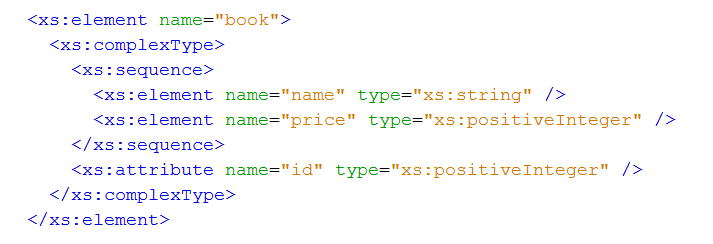 <xs:element name="book">
<xs:complexType>
<xs:sequence>
<xs:element name="name" type="xs:string" />
<xs:element name="price" type="xs:positiveInteger" />
</xs:sequence>
<xs:attribute name="id" type="xs:positiveInteger" />
</xs:complexType>
</xs:element>